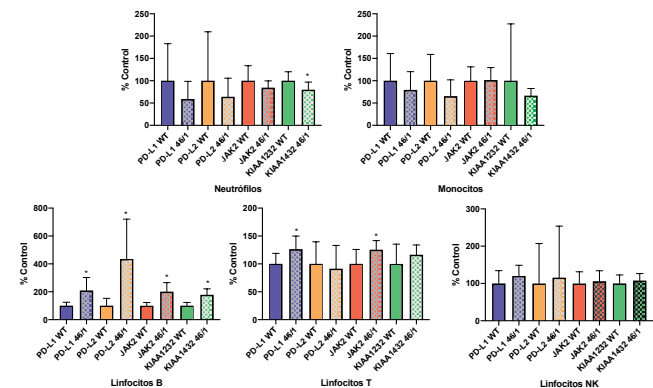 % Control
250
200
150
100
50
0
PD-L1 WT
PD-L1 46/1
PD-L2 WT
PD-L2 46/1
JAK2 WT
JAK2 46/1
KIAA1232 WT
KIAA1432 46/1
*
Neutrófilos
% Control
250
200
150
100
50
0
PD-L1 WT
PD-L1 46/1
PD-L2 WT
PD-L2 46/1
JAK2 WT
JAK2 46/1
KIAA1232 WT
KIAA1432 46/1
Monocitos
% Control
800
600
400
200
0
* * * *
PD-L1 WT
PD-L1 46/1
PD-L2 WT
PD-L2 46/1
JAK2 WT
JAK2 46/1
KIAA1232 WT
KIAA1432 46/1
Linfocitos B
% Control
200
150
100
50
0
* *
PD-L1 WT
PD-L1 46/1
PD-L2 WT
PD-L2 46/1
JAK2 WT
JAK2 46/1
KIAA1232 WT
KIAA1432 46/1
Linfocitos T
% Control
300
200
100
0
PD-L1 WT
PD-L1 46/1
PD-L2 WT
PD-L2 46/1
JAK2 WT
JAK2 46/1
KIAA1232 WT
KIAA1432 46/1
Linfocitos NK